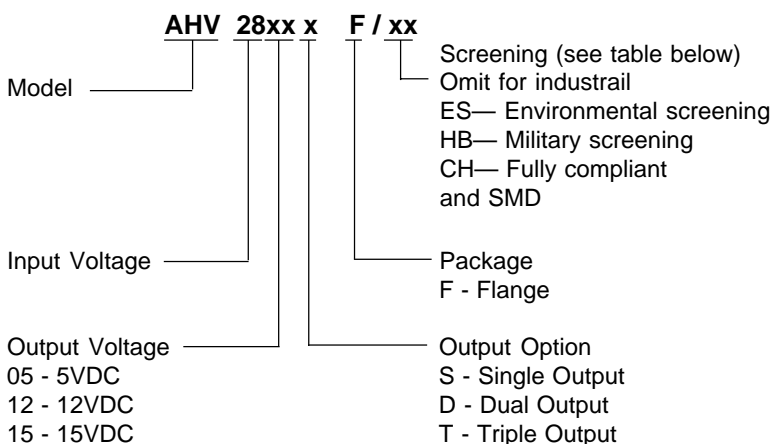 AHV 28xx x F / xx
Screening (see table below)
Omit for industrail
ES— Environmental screening
HB— Military screening
CH— Fully compliant
and SMD
Model
Input Voltage
Package
F - Flange
Output Voltage
05 - 5VDC
12 - 12VDC
15 - 15VDC
Output Option
S - Single Output
D - Dual Output
T - Triple Output